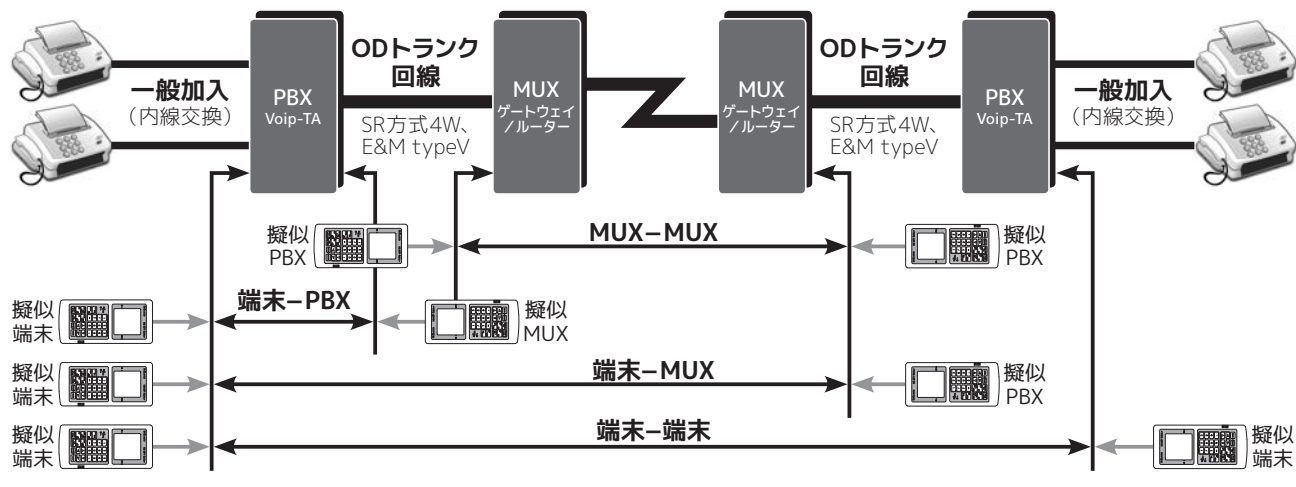 一般加入
(内線交換)
PBX
Voip-TA
ODトランク
回線
SR方式4W、
E&M typeV
MUX
ゲートウェイ
/ルーター
MUX
ゲートウェイ
/ルーター
ODトランク
回線
SR方式4W、
E&M typeV
PBX
Voip-TA
一般加入
(内線交換)
擬似
PBX
MUX–MUX
擬似
PBX
擬似
端末
端末–PBX
擬似
MUX
擬似
端末
端末–MUX
擬似
PBX
擬似
端末
端末–端末
擬似
端末